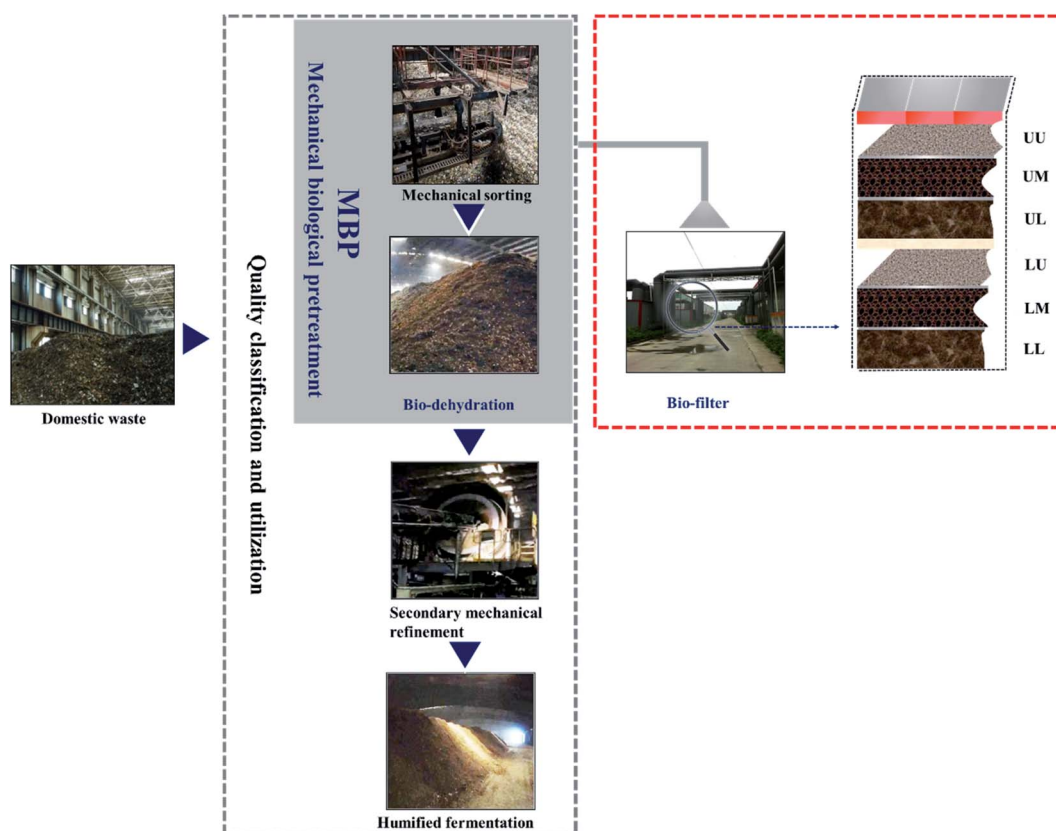 Domestic waste
Quality classification and utilization
Mechanical biological pretreatment
MBP
Mechanical sorting
Bio-dehydration
Secondary mechanical
refinement
Humified fermentation
Bio-filter
UU
UM
UL
LU
LM
LL